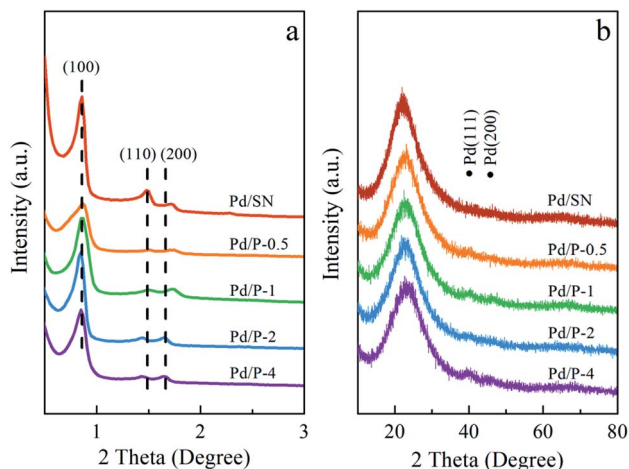 a
(100)
(110) (200)
Pd/SN
Pd/P-0.5
Pd/P-1
Pd/P-2
Pd/P-4
Intensity (a.u.)
1 2 3
2 Theta (Degree)
b
Pd(111)
Pd(200)
Pd/SN
Pd/P-0.5
Pd/P-1
Pd/P-2
Pd/P-4
Intensity (a.u.)
20 40 60 80
2 Theta (Degree)